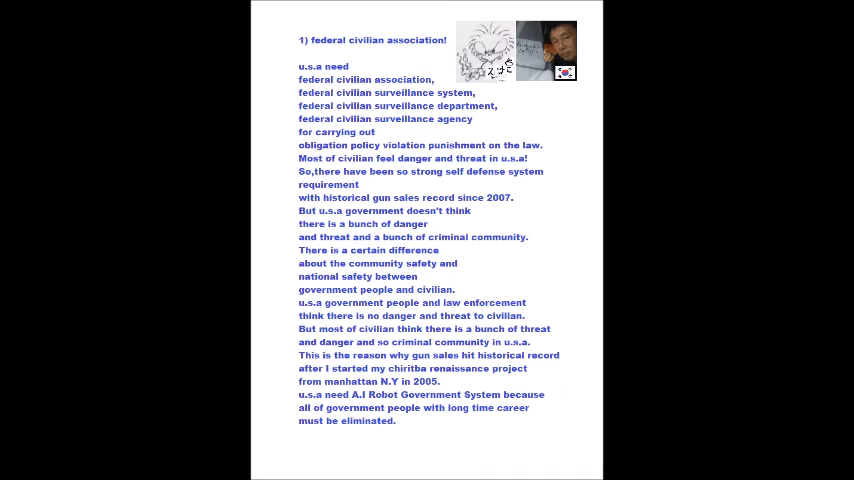 1) federal civilian association!
u.s.a need
federal civilian association,
federal civilian surveillance system,
federal civilian surveillance department,
federal civilian surveillance agency
for carrying out
obligation policy violation punishment on the law.
Most of civilian feel danger and threat in u.s.a!
So,there have been so strong self defense system
requirement
with historical gun sales record since 2007.
But u.s.a government doesn't think
there is a bunch of danger
and threat and a bunch of criminal community.
There is a certain difference
about the community safety and
national safety between
government people and civilian.
u.s.a government people and law enforcement
think there is no danger and threat to civilian.
But most of civilian think there is a bunch of threat
and danger and so criminal community in u.s.a.
This is the reason why gun sales hit historical record
after I started my chiritba renaissance project
from manhattan N.Y in 2005.
u.s.a need A.I Robot Government System because
all of government people with long time career
must be eliminated.